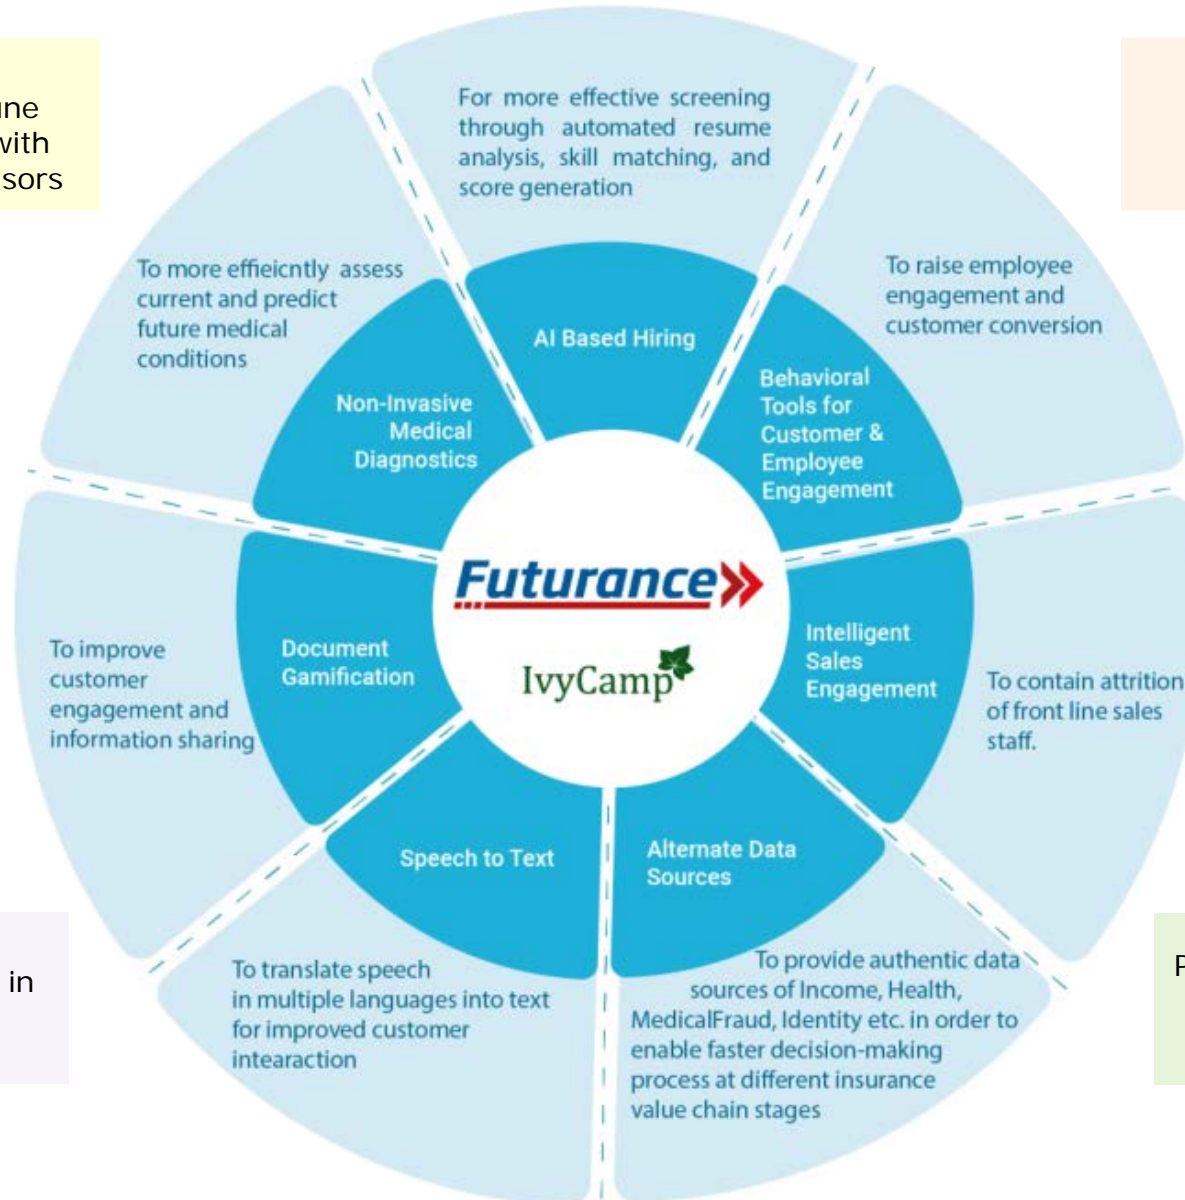 with
in
For more effective screening
through automated resume
analysis, skill matching, and
score generation
To more effieicntly assess
current and predict
future medical
conditions
To raise employee
engagement and
customer conversion
AI Based Hiring
Non-Invasive
Medical
Diagnostics
Behavioral
Tools for
Customer &
Employee
Engagement
Futurance
IvyCamp
Document
Gamification
Intelligent
Sales
Engagement
To improve
customer
engagement and
information sharing
To contain attrition
of front line sales
staff.
Speech to Text
Alternate Data
Sources
To translate speech
in multiple languages into text
for improved customer
intearaction
To provide authentic data
sources of Income, Health,
MedicalFraud, Identity etc. in order to
enable faster decision-making
process at different insurance
value chain stages